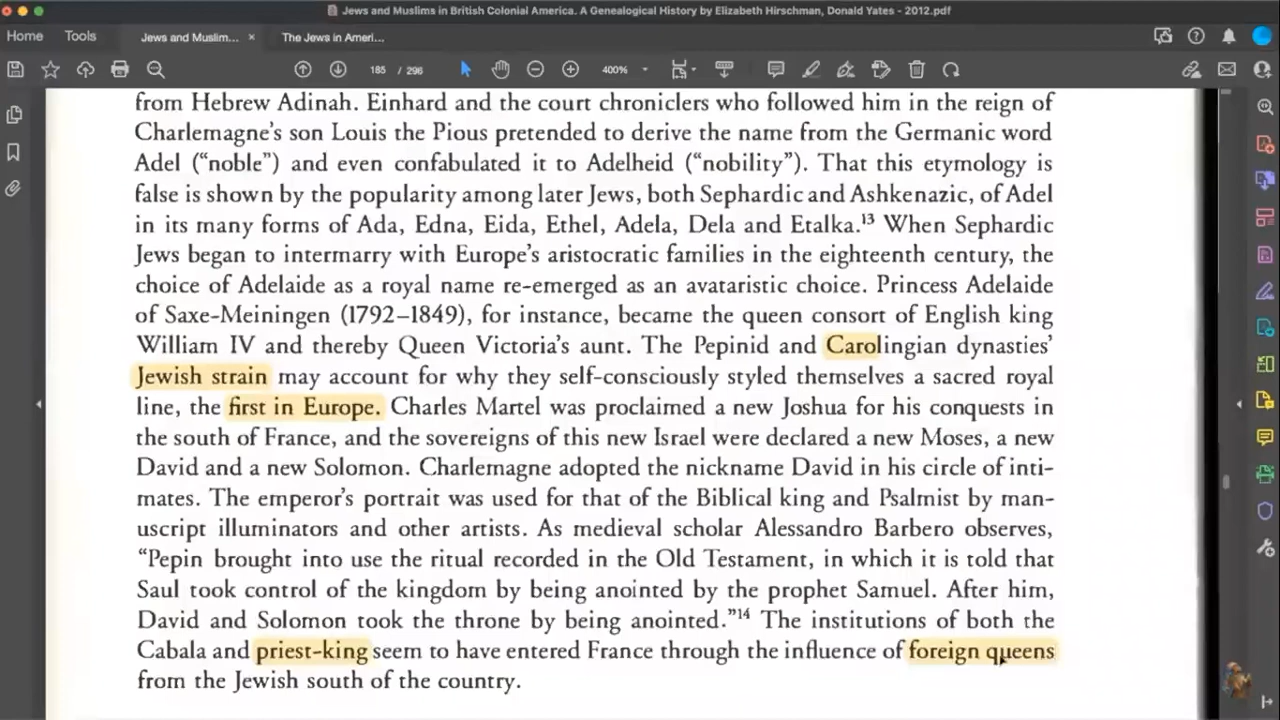 Jews and Muslims in British Colonial America. A Genealogical History by Elizabeth Hirschman, Donald Yates - 2012.pdf
Home Tools Jews and Muslim... × The Jews in Ameri...
185 / 296 400%
from Hebrew Adinah. Einhard and the court chroniclers who followed him in the reign of
Charlemagne's son Louis the Pious pretended to derive the name from the Germanic word
Adel ("noble") and even confabulated it to Adelheid ("nobility"). That this etymology is
false is shown by the popularity among later Jews, both Sephardic and Ashkenazic, of Adel
in its many forms of Ada, Edna, Eida, Ethel, Adela, Dela and Etalka.¹³ When Sephardic
Jews began to intermarry with Europe's aristocratic families in the eighteenth century, the
choice of Adelaide as a royal name re-emerged as an avataristic choice. Princess Adelaide
of Saxe-Meiningen (1792–1849), for instance, became the queen consort of English king
William IV and thereby Queen Victoria's aunt. The Pepinid and Carolingian dynasties'
Jewish strain may account for why they self-consciously styled themselves a sacred royal
line, the first in Europe. Charles Martel was proclaimed a new Joshua for his conquests in
the south of France, and the sovereigns of this new Israel were declared a new Moses, a new
David and a new Solomon. Charlemagne adopted the nickname David in his circle of inti-
mates. The emperor's portrait was used for that of the Biblical king and Psalmist by man-
uscript illuminators and other artists. As medieval scholar Alessandro Barbero observes,
"Pepin brought into use the ritual recorded in the Old Testament, in which it is told that
Saul took control of the kingdom by being anointed by the prophet Samuel. After him,
David and Solomon took the throne by being anointed."¹⁴ The institutions of both the
Cabala and priest-king seem to have entered France through the influence of foreign queens
from the Jewish south of the country.